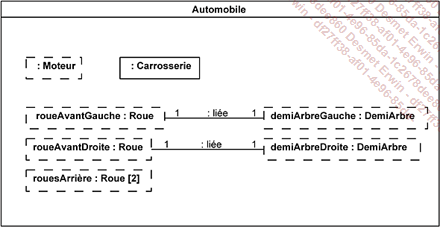 Automobile
: Moteur
: Carrosserie
roueAvantGauche : Roue
1
: liée
1
demiArbreGauche : DemiArbre
roueAvantDroite : Roue
1
: liée
1
demiArbreDroite : DemiArbre
rouesArrière : Roue [2]